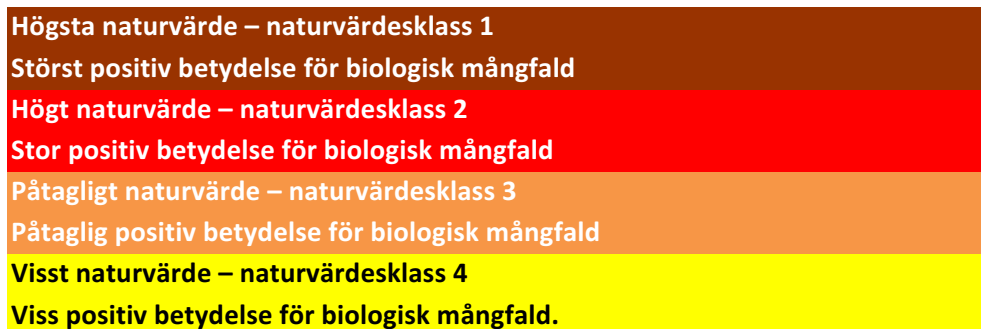 Högsta naturvärde – naturvärdesklass 1
Störst positiv betydelse för biologisk mångfald
Högt naturvärde – naturvärdesklass 2
Stor positiv betydelse för biologisk mångfald
Påtagligt naturvärde – naturvärdesklass 3
Påtaglig positiv betydelse för biologisk mångfald
Visst naturvärde – naturvärdesklass 4
Viss positiv betydelse för biologisk mångfald.